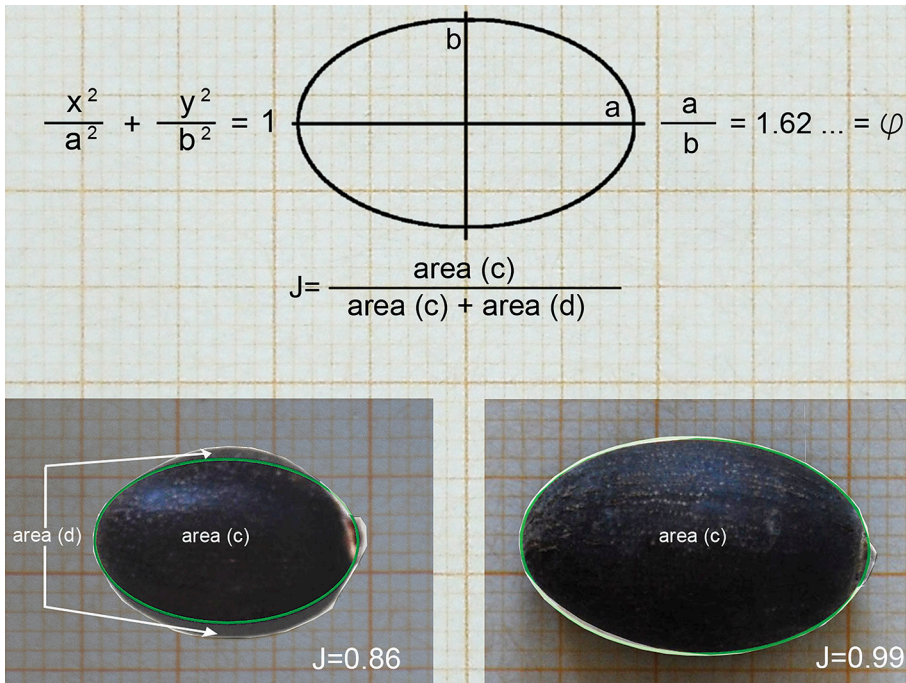 b
a
x² / a² + y² / b² = 1
a / b = 1.62 ... = φ
J= area (c) / area (c) + area (d)
area (d)
area (c)
J=0.86
area (c)
J=0.99